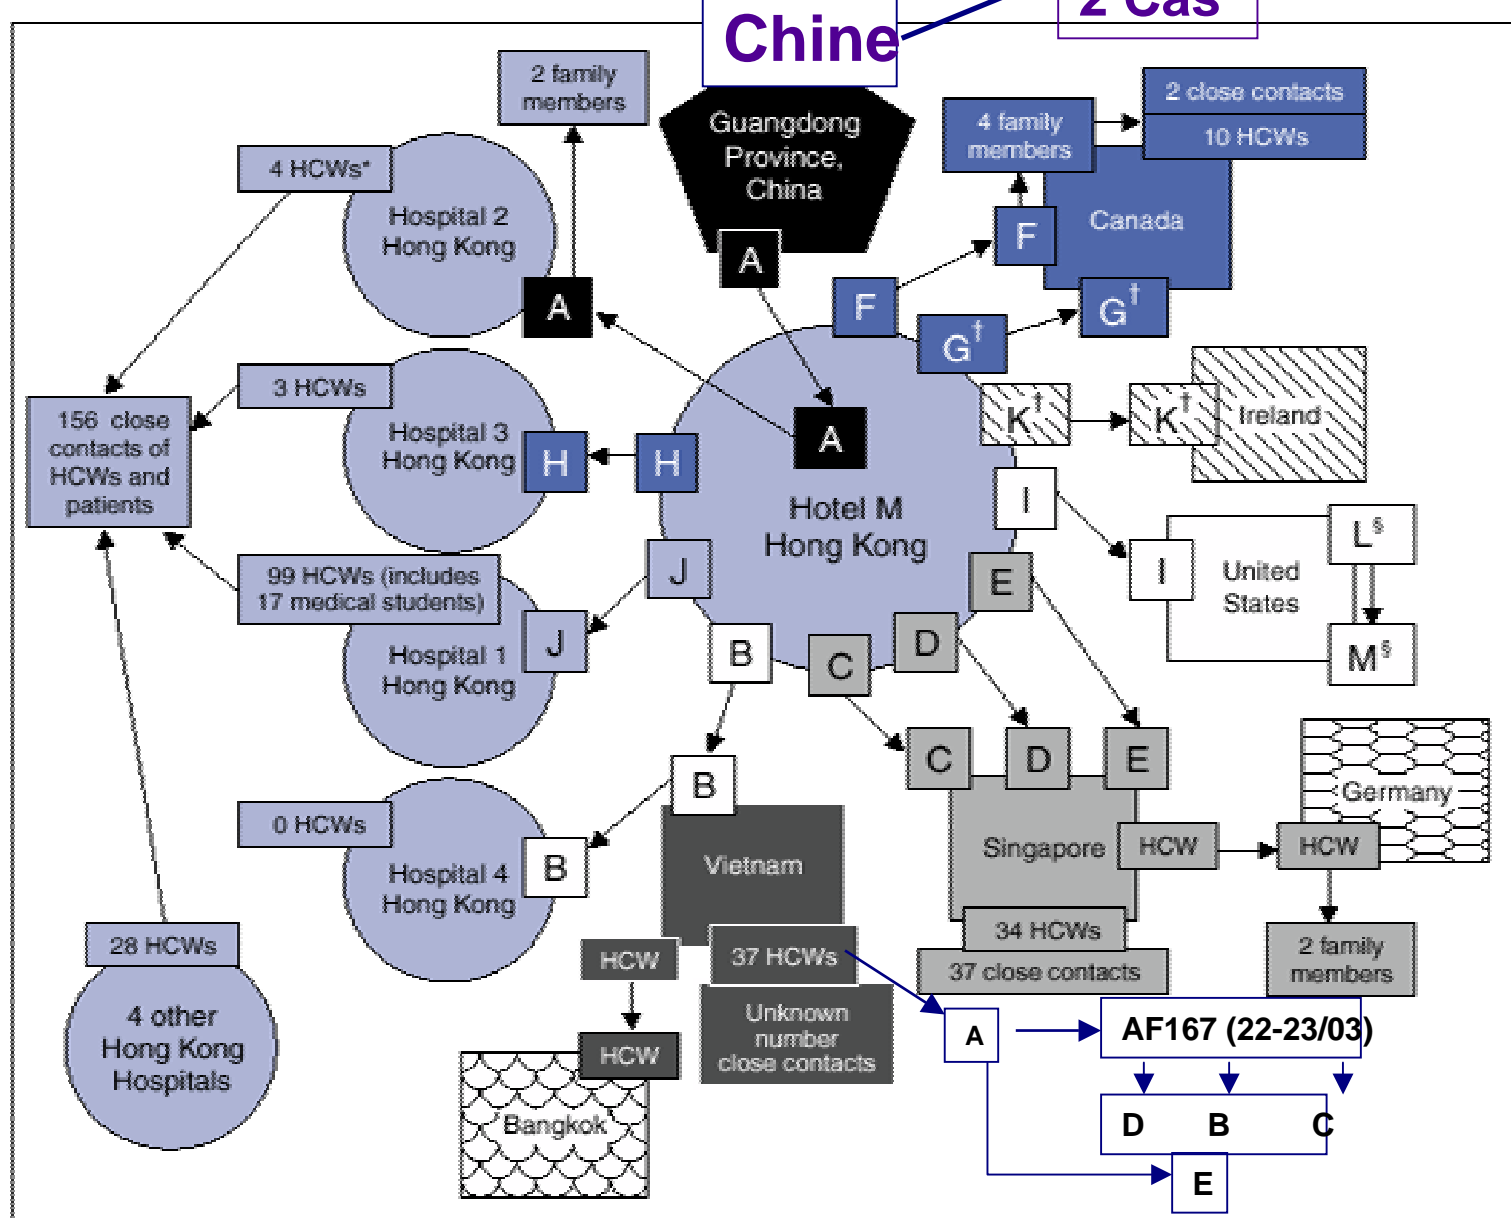 Chine
2 Cas
2 family
members
Guangdong
Province,
China
A
4 family
members
2 close contacts
10 HCWs
4 HCWs*
Hospital 2
Hong Kong
A
F
Canada
F
G†
G†
3 HCWs
Hospital 3
Hong Kong
H
H
A
Hotel M
Hong Kong
K†
K†
Ireland
156 close
contacts of
HCWs and
patients
I
I
United
States
L§
M§
99 HCWs (includes
17 medical students)
Hospital 1
Hong Kong
J
J
B
C
D
E
B
C
D
E
0 HCWs
Hospital 4
Hong Kong
B
Vietnam
Singapore
HCW
HCW
Germany
28 HCWs
4 other
Hong Kong
Hospitals
HCW
37 HCWs
34 HCWs
37 close contacts
2 family
members
HCW
Unknown
number
close contacts
Bangkok
A
AF167 (22-23/03)
D B C
E